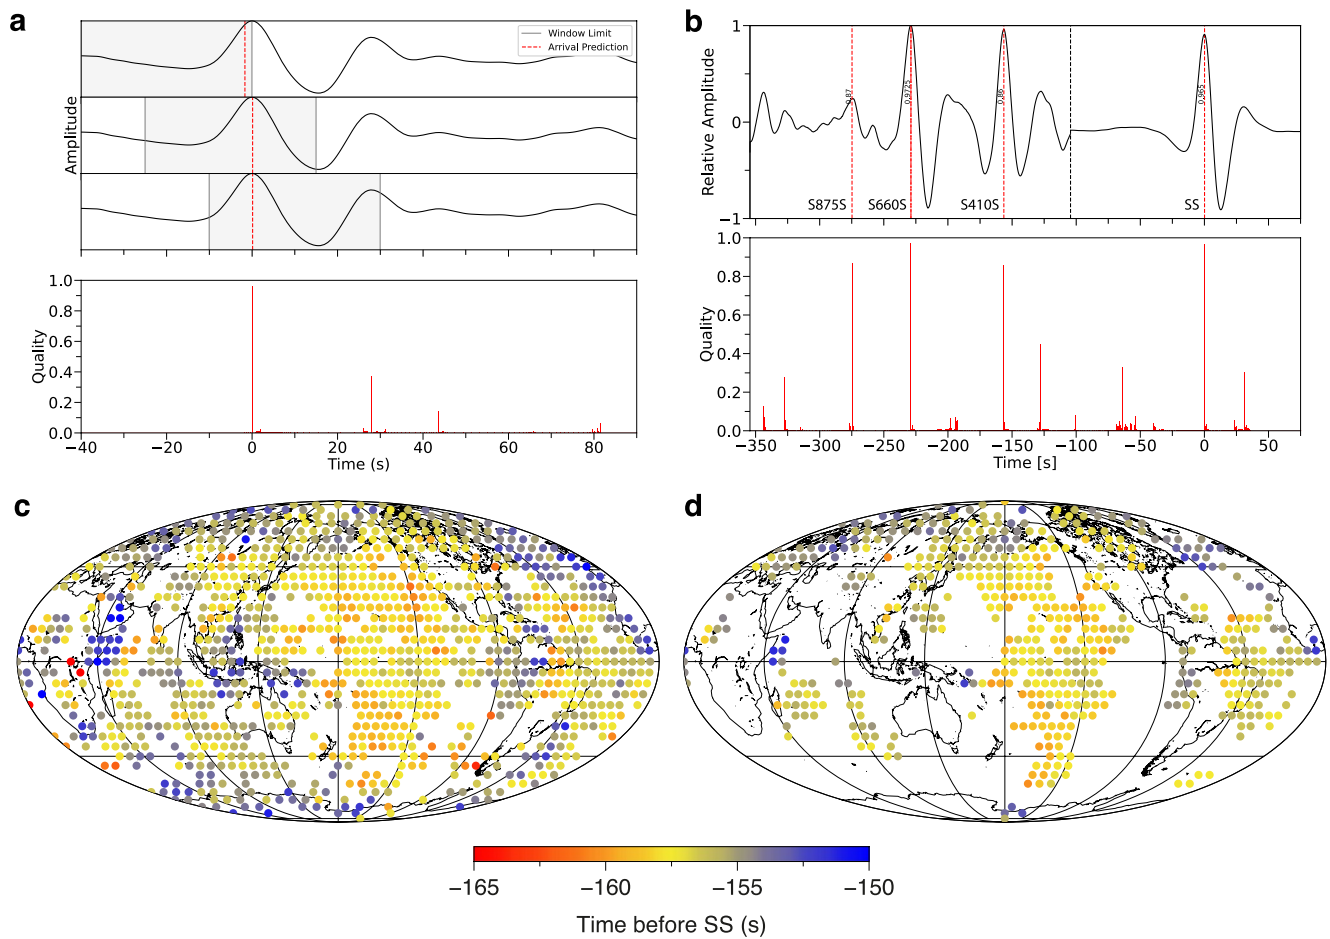 a
Window Limit
Arrival Prediction
Amplitude
1.0
0.8
0.6
0.4
0.2
0.0
Quality
−40
−20
0
20
40
60
80
Time (s)
b
1
0
−1
Relative Amplitude
0.87
0.9725
0.86
0.965
S875S
S660S
S410S
SS
1.0
0.8
0.6
0.4
0.2
0.0
Quality
−350
−300
−250
−200
−150
−100
−50
0
50
Time [s]
c
d
−165
−160
−155
−150
Time before SS (s)